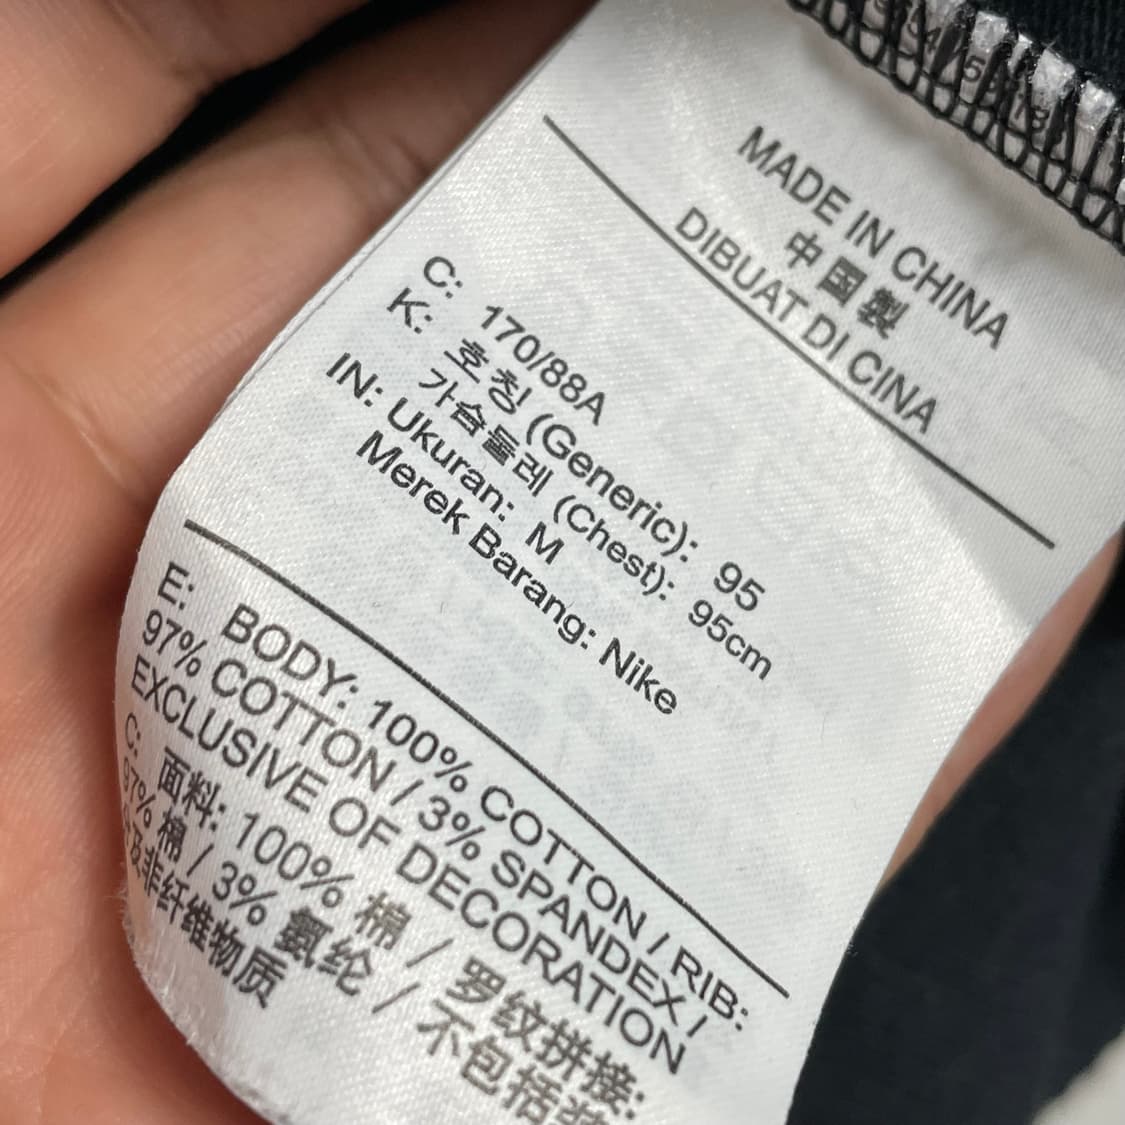 MADE IN CHINA
中國製
DIBUAT DI CINA
C: 170/88A
K: 호칭 (Generic): 95
가슴둘레 (Chest): 95cm
IN: Ukuran: M
Merek Barang: Nike
E: BODY: 100% COTTON / RIB:
97% COTTON / 3% SPANDEX /
EXCLUSIVE OF DECORATION
C: 面料: 100% 棉 / 罗纹拼接:
97% 棉 / 3% 氨纶 / 不包括
及非纤维物质